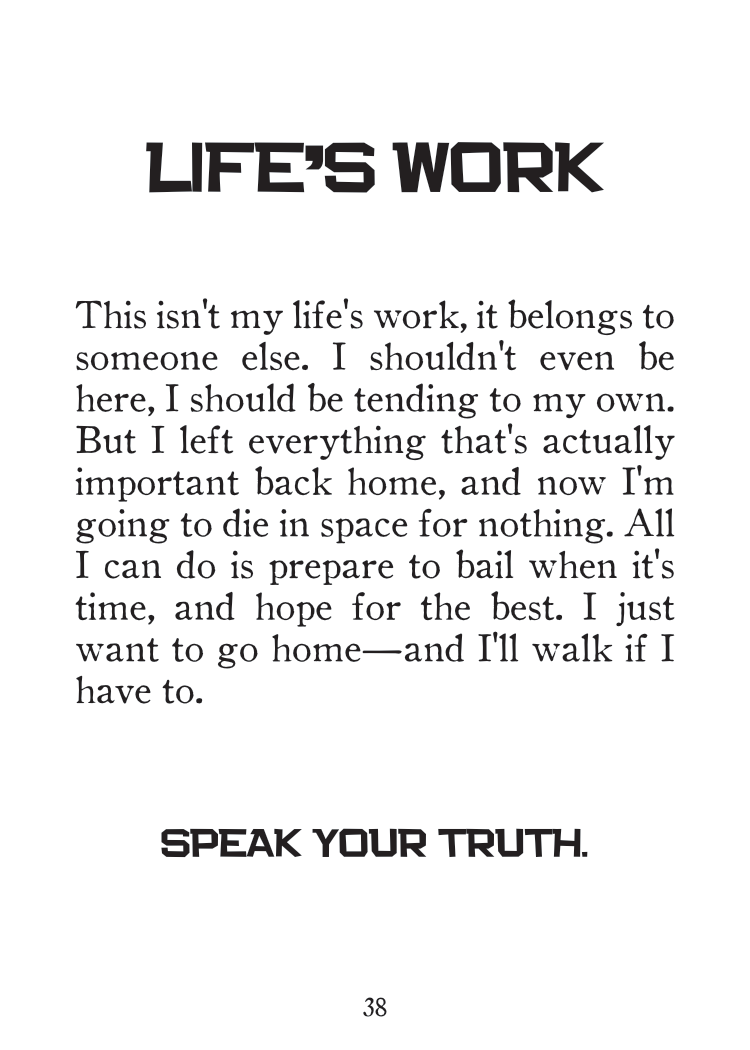 LIFE'S WORK
This isn't my life's work, it belongs to
someone else. I shouldn't even be
here, I should be tending to my own.
But I left everything that's actually
important back home, and now I'm
going to die in space for nothing. All
I can do is prepare to bail when it's
time, and hope for the best. I just
want to go home—and I'll walk if I
have to.
SPEAK YOUR TRUTH.
38